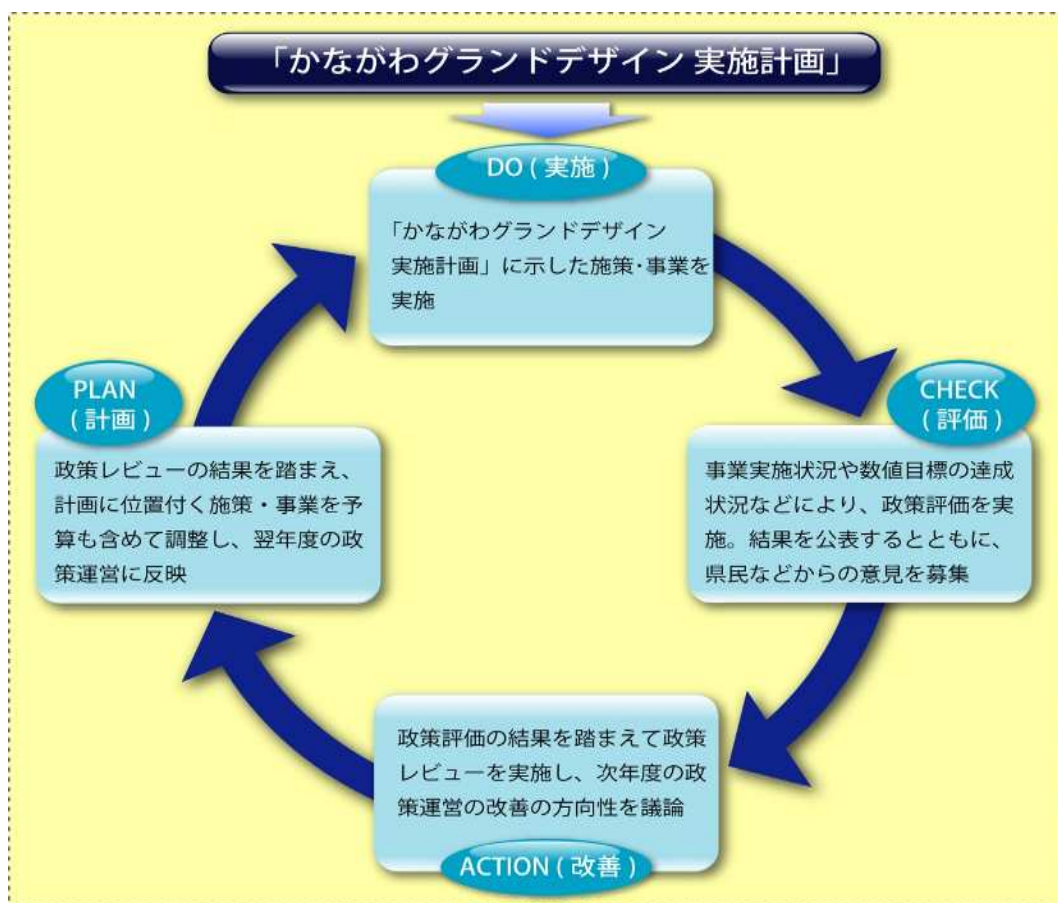 「かながわグランドデザイン 実施計画」
DO ( 実施 )
「かながわグランドデザイン
実施計画」に示した施策･事業を
実施
CHECK
( 評価 )
事業実施状況や数値目標の達成
状況などにより、政策評価を実
施。結果を公表するとともに、
県民などからの意見を募集
政策評価の結果を踏まえて政策
レビューを実施し、次年度の政
策運営の改善の方向性を議論
ACTION ( 改善 )
PLAN
( 計画 )
政策レビューの結果を踏まえ、
計画に位置付く施策・事業を予
算も含めて調整し、翌年度の政
策運営に反映